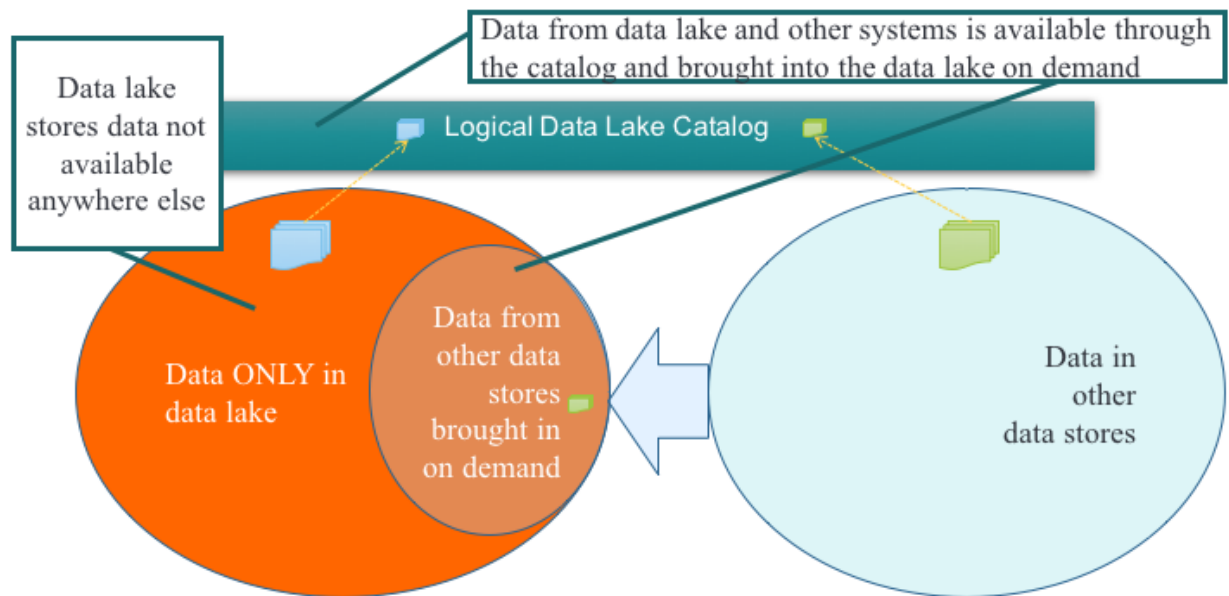 Data from data lake and other systems is available through
the catalog and brought into the data lake on demand
Data lake
stores data not
available
anywhere else
Logical Data Lake Catalog
Data ONLY in
data lake
Data from
other data
stores
brought in
on demand
Data in
other
data stores